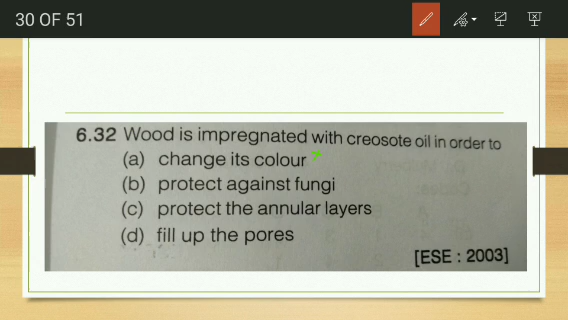 30 OF 51
6.32 Wood is impregnated with creosote oil in order to
(a) change its colour
(b) protect against fungi
(c) protect the annular layers
(d) fill up the pores
[ESE : 2003]